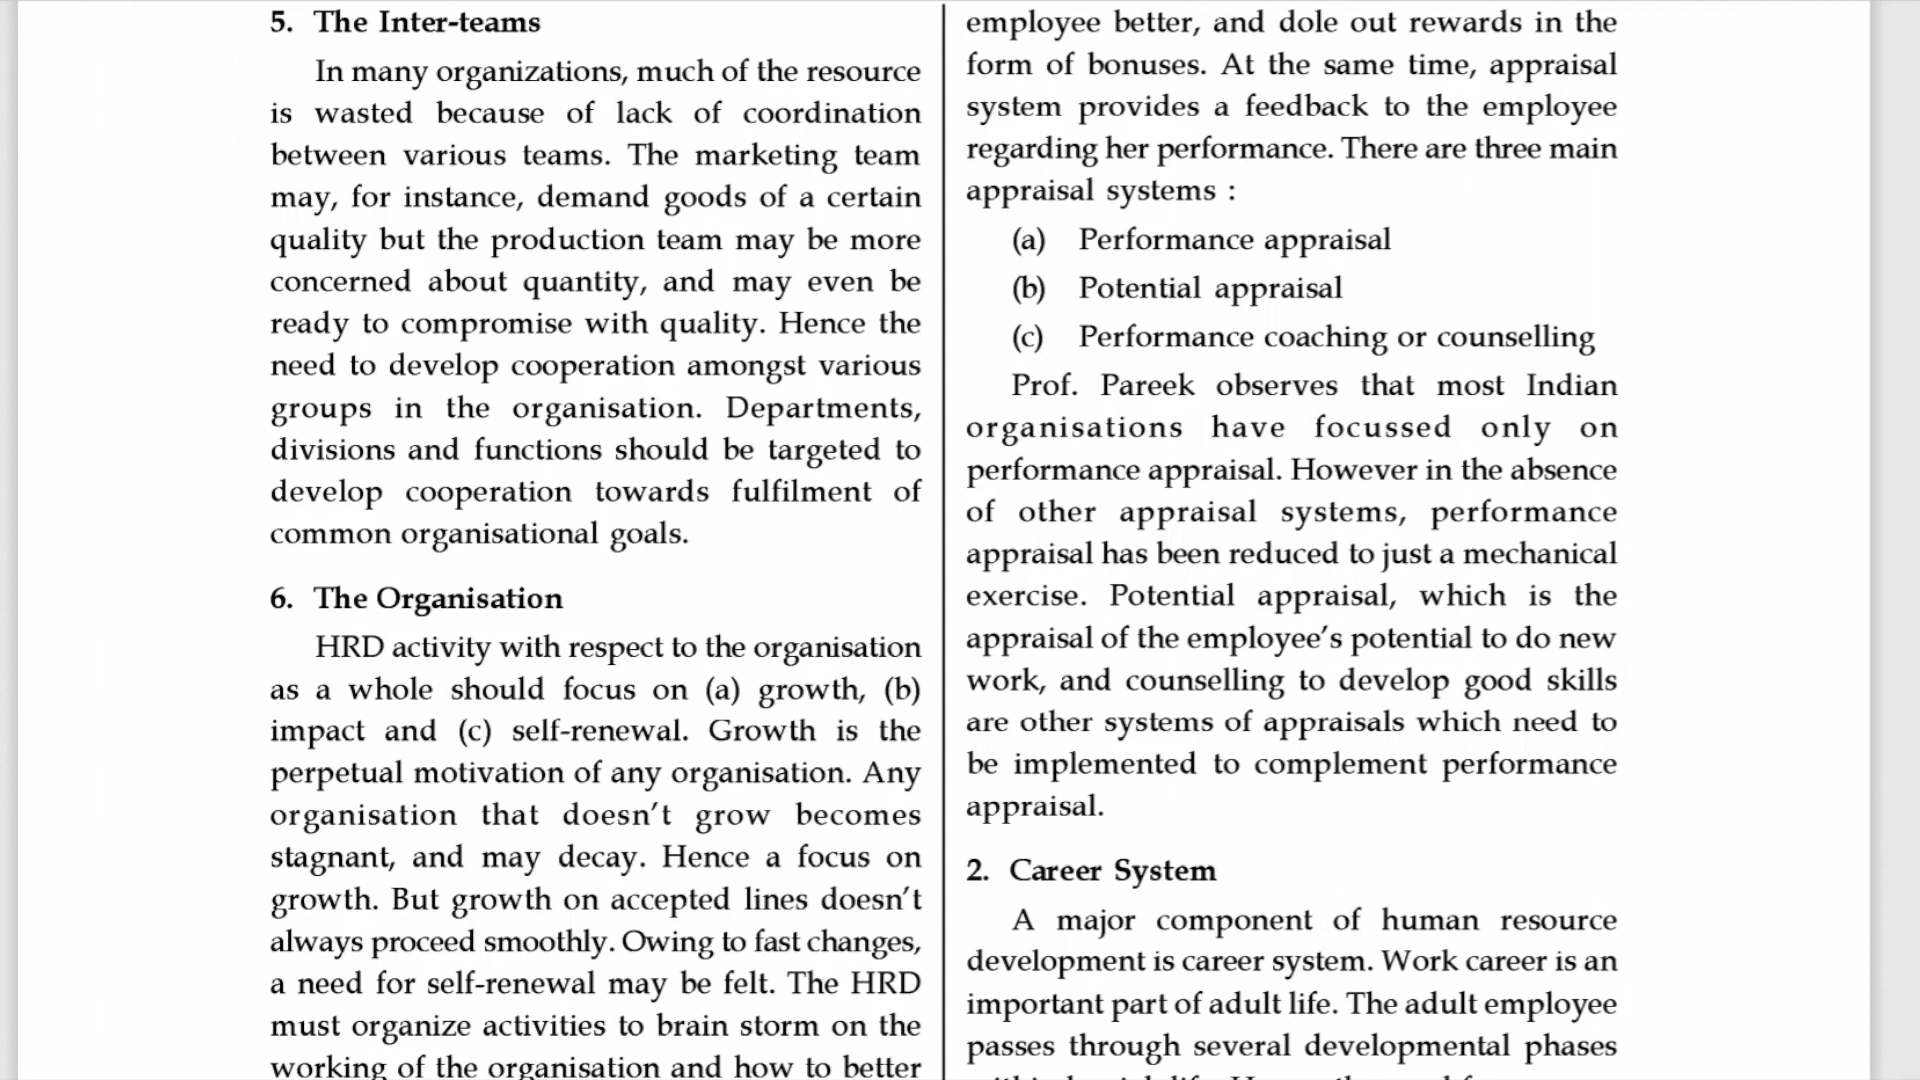 5. The Inter-teams
In many organizations, much of the resource
is wasted because of lack of coordination
between various teams. The marketing team
may, for instance, demand goods of a certain
quality but the production team may be more
concerned about quantity, and may even be
ready to compromise with quality. Hence the
need to develop cooperation amongst various
groups in the organisation. Departments,
divisions and functions should be targeted to
develop cooperation towards fulfilment of
common organisational goals.
6. The Organisation
HRD activity with respect to the organisation
as a whole should focus on (a) growth, (b)
impact and (c) self-renewal. Growth is the
perpetual motivation of any organisation. Any
organisation that doesn't grow becomes
stagnant, and may decay. Hence a focus on
growth. But growth on accepted lines doesn't
always proceed smoothly. Owing to fast changes,
a need for self-renewal may be felt. The HRD
must organize activities to brain storm on the
working of the organisation and how to better
employee better, and dole out rewards in the
form of bonuses. At the same time, appraisal
system provides a feedback to the employee
regarding her performance. There are three main
appraisal systems :
(a) Performance appraisal
(b) Potential appraisal
(c) Performance coaching or counselling
Prof. Pareek observes that most Indian
organisations have focussed only on
performance appraisal. However in the absence
of other appraisal systems, performance
appraisal has been reduced to just a mechanical
exercise. Potential appraisal, which is the
appraisal of the employee's potential to do new
work, and counselling to develop good skills
are other systems of appraisals which need to
be implemented to complement performance
appraisal.
2. Career System
A major component of human resource
development is career system. Work career is an
important part of adult life. The adult employee
passes through several developmental phases